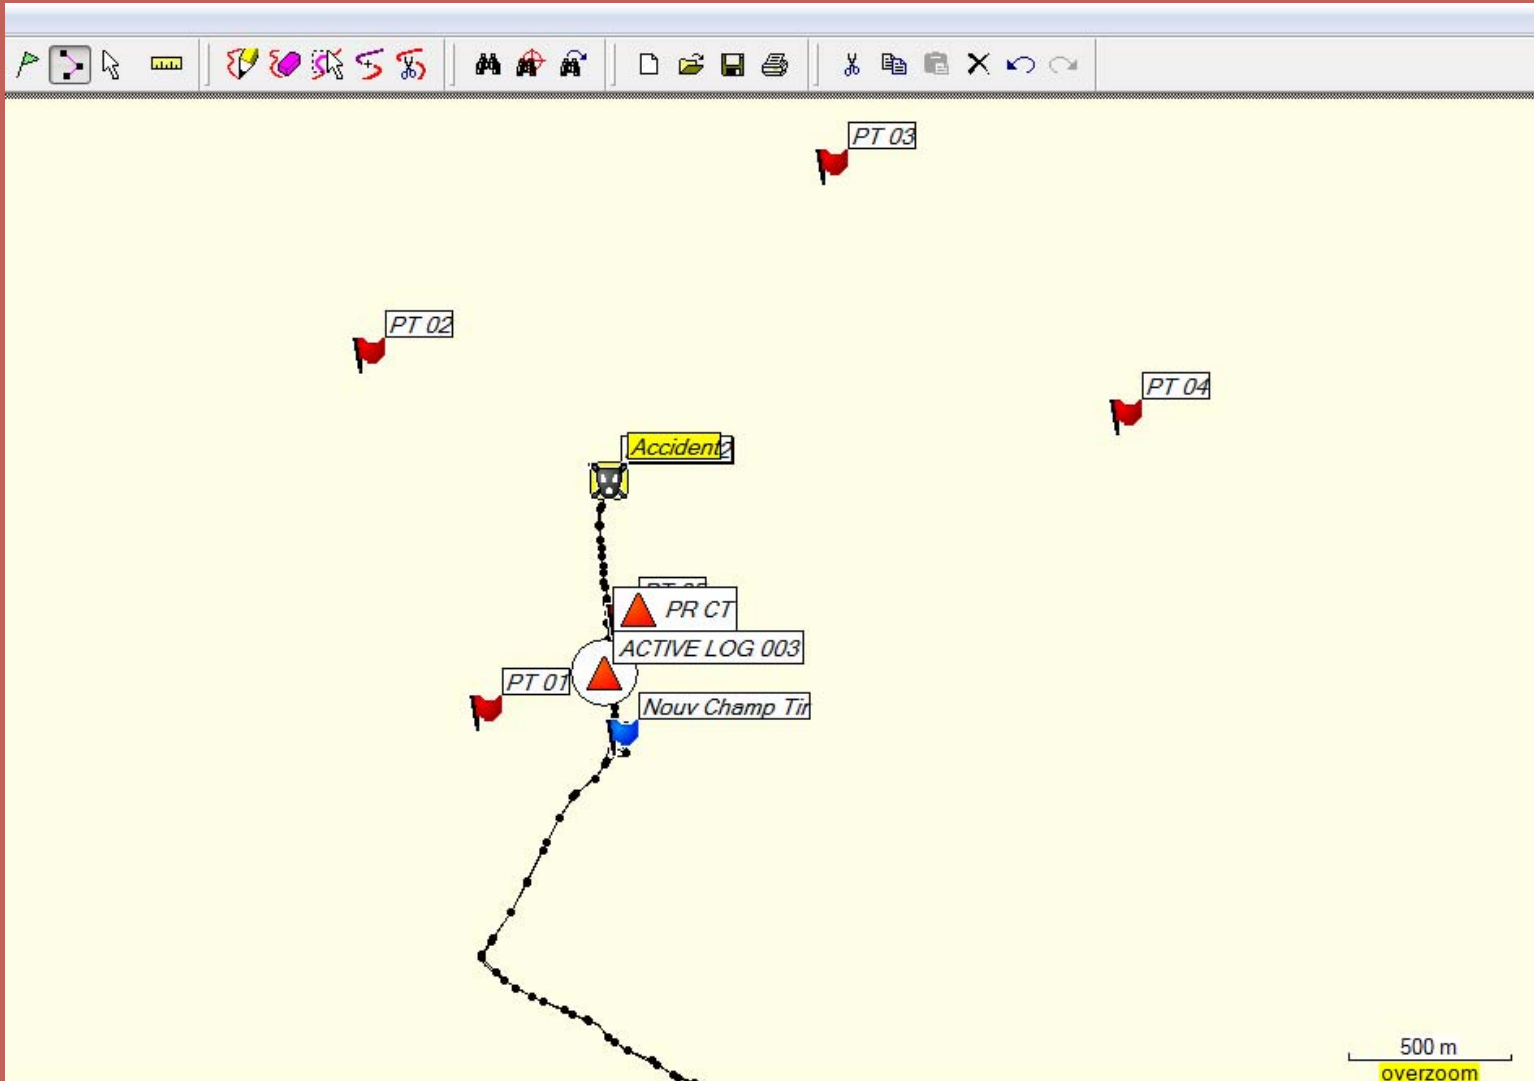 PT 03
PT 02
PT 04
Accident
PR CT
ACTIVE LOG 003
PT 01
Nouv Champ Tir
500 m
overzoom